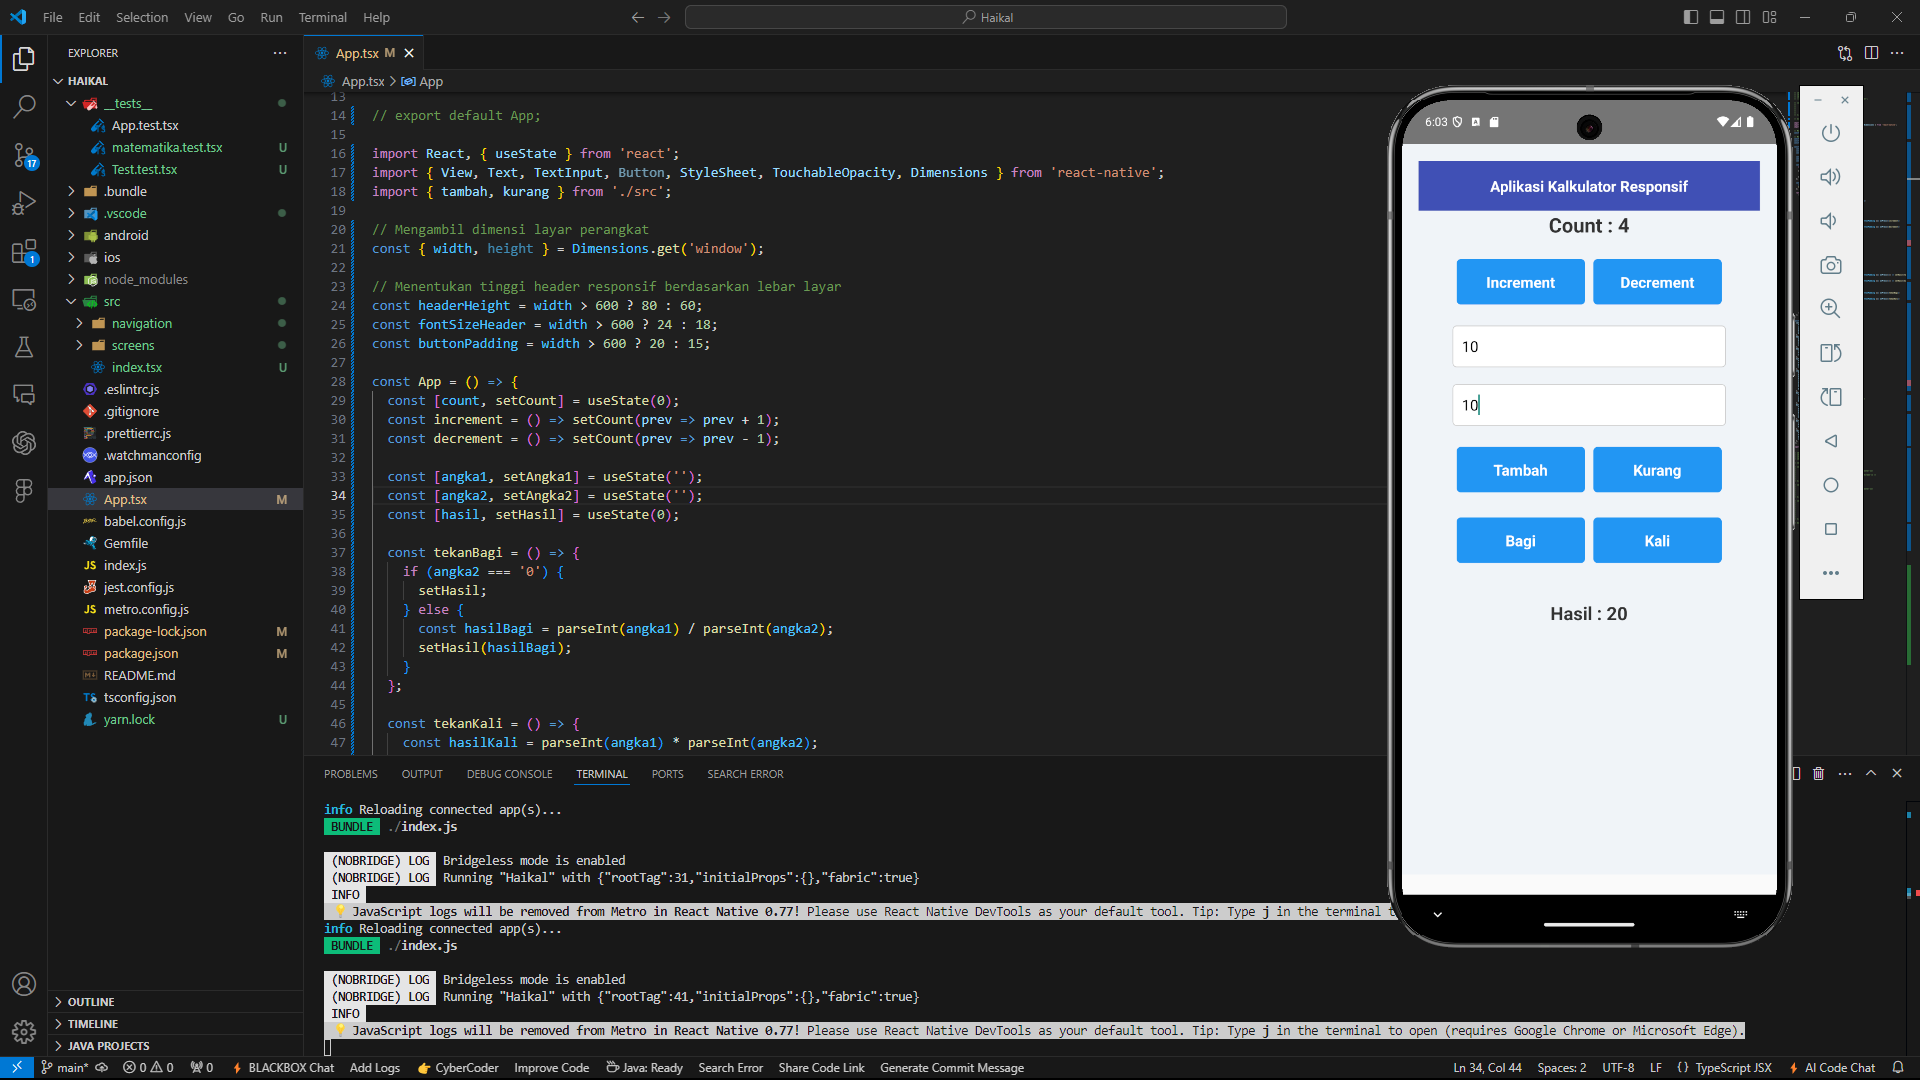 File Edit Selection View Go Run Terminal Help
Haikal
EXPLORER
HAIKAL
__tests__
App.test.tsx
matematika.test.tsx U
Test.test.tsx U
.bundle
.vscode
android
ios
node_modules
src
navigation
screens
index.tsx U
.eslintrc.js
.gitignore
.prettierrc.js
.watchmanconfig
app.json
App.tsx M
babel.config.js
Gemfile
index.js
jest.config.js
metro.config.js
package-lock.json M
package.json M
README.md
tsconfig.json
yarn.lock U
OUTLINE
TIMELINE
JAVA PROJECTS
17
1
App.tsx M
App.tsx > App
13
14 // export default App;
15
16 import React, { useState } from 'react';
17 import { View, Text, TextInput, Button, StyleSheet, TouchableOpacity, Dimensions } from 'react-native';
18 import { tambah, kurang } from './src';
19
20 // Mengambil dimensi layar perangkat
21 const { width, height } = Dimensions.get('window');
22
23 // Menentukan tinggi header responsif berdasarkan lebar layar
24 const headerHeight = width > 600 ? 80 : 60;
25 const fontSizeHeader = width > 600 ? 24 : 18;
26 const buttonPadding = width > 600 ? 20 : 15;
27
28 const App = () => {
29 const [count, setCount] = useState(0);
30 const increment = () => setCount(prev => prev + 1);
31 const decrement = () => setCount(prev => prev - 1);
32
33 const [angka1, setAngka1] = useState('');
34 const [angka2, setAngka2] = useState('');
35 const [hasil, setHasil] = useState(0);
36
37 const tekanBagi = () => {
38 if (angka2 === '0') {
39 setHasil;
40 } else {
41 const hasilBagi = parseInt(angka1) / parseInt(angka2);
42 setHasil(hasilBagi);
43 }
44 };
45
46 const tekanKali = () => {
47 const hasilKali = parseInt(angka1) * parseInt(angka2);
PROBLEMS OUTPUT DEBUG CONSOLE TERMINAL PORTS SEARCH ERROR
info Reloading connected app(s)...
BUNDLE ./index.js
(NOBRIDGE) LOG Bridgeless mode is enabled
(NOBRIDGE) LOG Running "Haikal" with {"rootTag":31,"initialProps":{},"fabric":true}
INFO
💡 JavaScript logs will be removed from Metro in React Native 0.77! Please use React Native DevTools as your default tool. Tip: Type j in the terminal t
info Reloading connected app(s)...
BUNDLE ./index.js
(NOBRIDGE) LOG Bridgeless mode is enabled
(NOBRIDGE) LOG Running "Haikal" with {"rootTag":41,"initialProps":{},"fabric":true}
INFO
💡 JavaScript logs will be removed from Metro in React Native 0.77! Please use React Native DevTools as your default tool. Tip: Type j in the terminal to open (requires Google Chrome or Microsoft Edge).
6:03
Aplikasi Kalkulator Responsif
Count : 4
Increment Decrement
10
10
Tambah Kurang
Bagi Kali
Hasil : 20
main* 0 0 0 BLACKBOX Chat Add Logs CyberCoder Improve Code Java: Ready Search Error Share Code Link Generate Commit Message Ln 34, Col 44 Spaces: 2 UTF-8 LF {} TypeScript JSX AI Code Chat